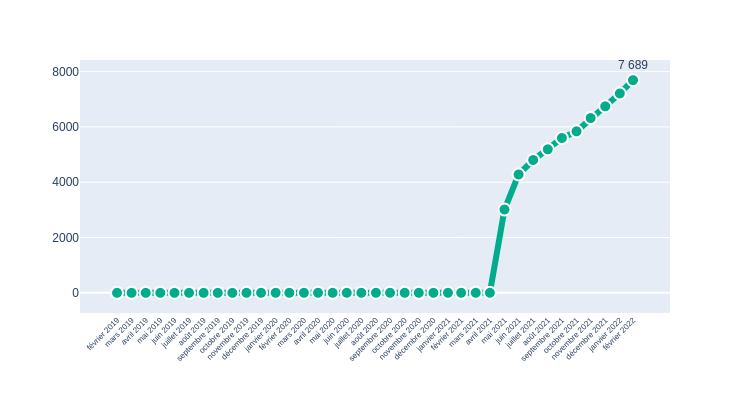 7 689
8000
6000
4000
2000
0
février 2019
mars 2019
avril 2019
mai 2019
juin 2019
juillet 2019
août 2019
septembre 2019
octobre 2019
novembre 2019
décembre 2019
janvier 2020
février 2020
mars 2020
avril 2020
mai 2020
juin 2020
juillet 2020
août 2020
septembre 2020
octobre 2020
novembre 2020
décembre 2020
janvier 2021
février 2021
mars 2021
avril 2021
mai 2021
juin 2021
juillet 2021
août 2021
septembre 2021
octobre 2021
novembre 2021
décembre 2021
janvier 2022
février 2022